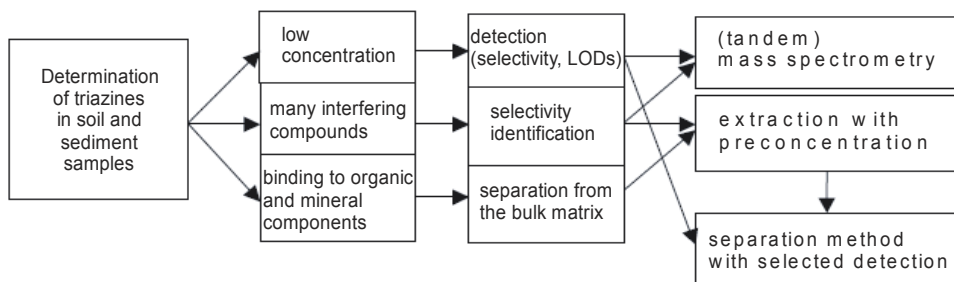 Determination
of triazines
in soil and
sediment
samples
low
concentration
many interfering
compounds
binding to organic
and mineral
components
detection
(selectivity, LODs)
selectivity
identification
separation from
the bulk matrix
(tandem)
mass spectrometry
extraction with
preconcentration
separation method
with selected detection